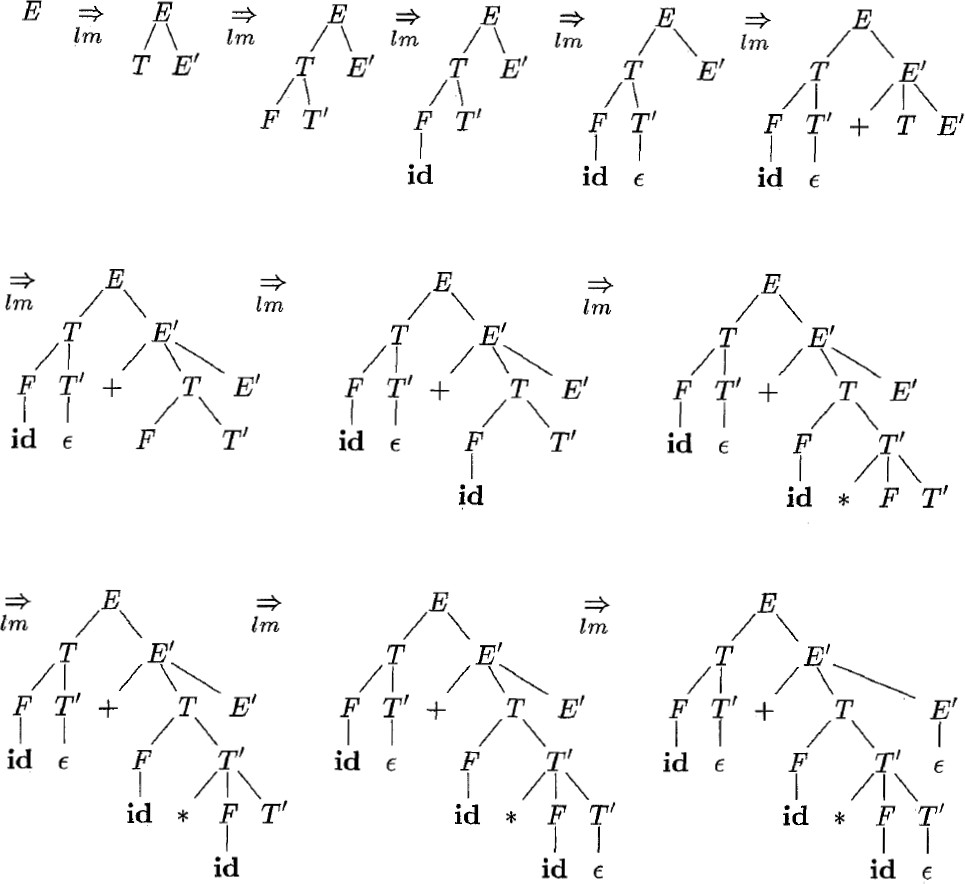 E ⇒ E ⇒ E ⇒ E ⇒ E ⇒ E
lm lm lm lm lm
T E′ T E′ T E′ T E′ T E′
F T′ F T′ F T′ F T′ + T E′
id id ϵ id ϵ
⇒ E ⇒ E ⇒ E
lm lm lm
T E′ T E′ T E′
F T′ + T E′ F T′ + T E′ F T′ + T E′
id ϵ F T′ id ϵ F T′ id ϵ F T′
id id * F T′
⇒ E ⇒ E ⇒ E
lm lm lm
T E′ T E′ T E′
F T′ + T E′ F T′ + T E′ F T′ + T E′
id ϵ F T′ id ϵ F T′ id ϵ F T′ ϵ
id * F T′ id * F T′ id * F T′
id id ϵ id ϵ